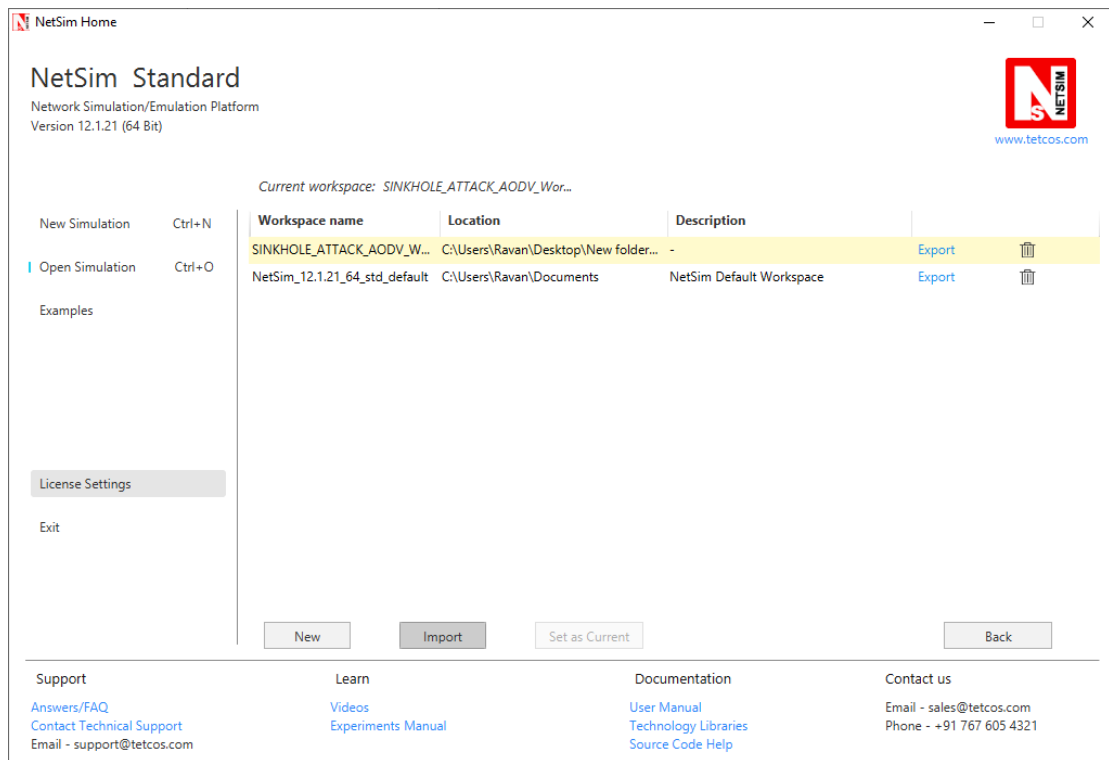 NetSim Home
NetSim Standard
Network Simulation/Emulation Platform
Version 12.1.21 (64 Bit)
N S NETSIM
www.tetcos.com
Current workspace: SINKHOLE_ATTACK_AODV_Wor...
New Simulation Ctrl+N
Open Simulation Ctrl+O
Examples
License Settings
Exit
Workspace name Location Description
SINKHOLE_ATTACK_AODV_W... C:\Users\Ravan\Desktop\New folder... - Export
NetSim_12.1.21_64_std_default C:\Users\Ravan\Documents NetSim Default Workspace Export
New Import Set as Current Back
Support
Answers/FAQ
Contact Technical Support
Email - support@tetcos.com
Learn
Videos
Experiments Manual
Documentation
User Manual
Technology Libraries
Source Code Help
Contact us
Email - sales@tetcos.com
Phone - +91 767 605 4321